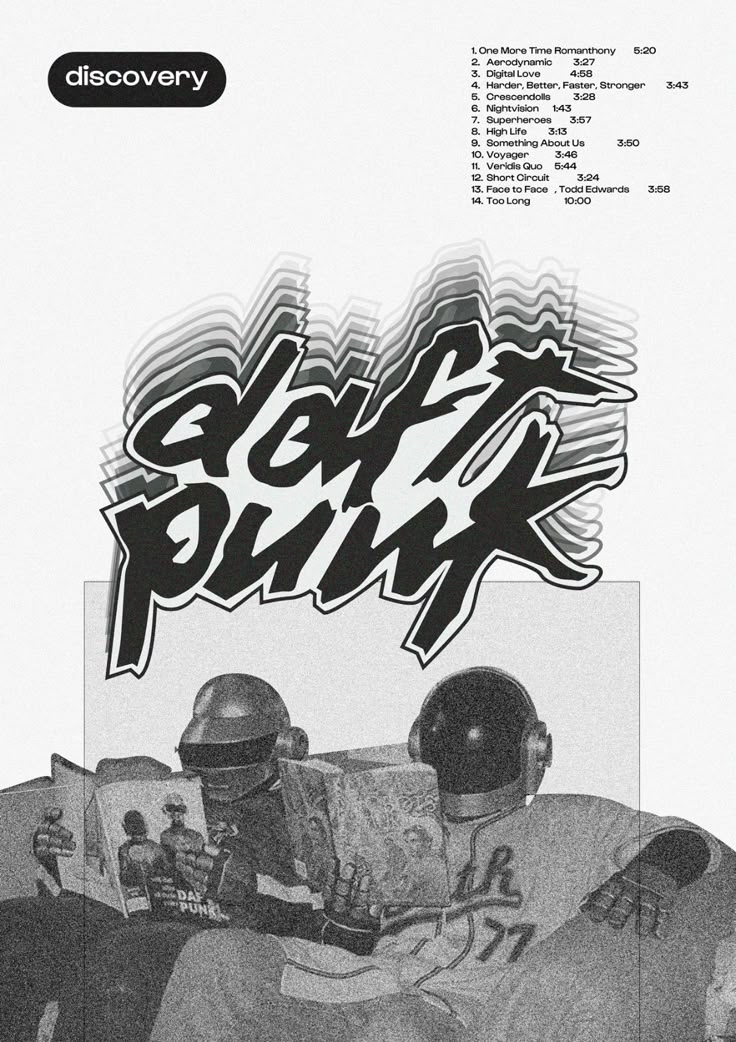 discovery
1. One More Time Romanthony 5:20
2. Aerodynamic 3:27
3. Digital Love 4:58
4. Harder, Better, Faster, Stronger 3:43
5. Crescendolls 3:28
6. Nightvision 1:43
7. Superheroes 3:57
8. High Life 3:13
9. Something About Us 3:50
10. Voyager 3:46
11. Veridis Quo 5:44
12. Short Circuit 3:24
13. Face to Face , Todd Edwards 3:58
14. Too Long 10:00
daft
punk
DAF
PUNK
77